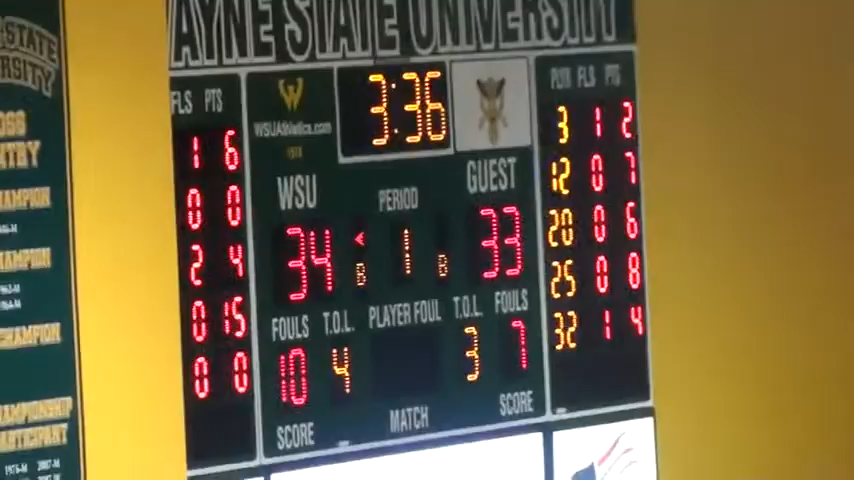 AYNE STATE UNIVERSITY
STATE
FLS PTS
WSUAthletics.com
3:36
PLYR FLS PTS
1 6
3 1 2
WSU PERIOD GUEST
0 0
12 0 7
34 1 33
B B
2 4
20 0 6
0 15
25 0 8
FOULS T.O.L. PLAYER FOUL T.O.L. FOULS
10 4 3 7
0 0
32 1 4
SCORE MATCH SCORE
CHAMPION
CHAMPION
CHAMPION
CHAMPIONSHIP
PARTICIPANT